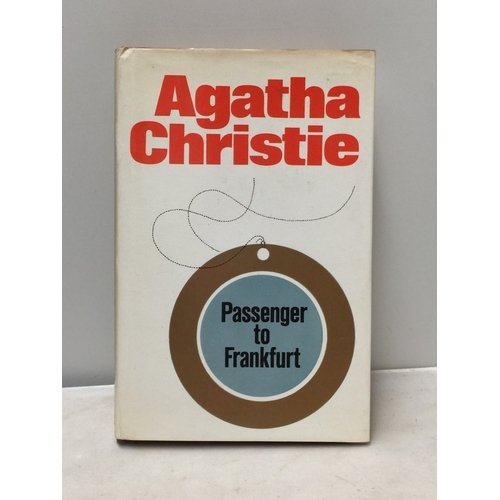 Agatha
Christie
Passenger
to
Frankfurt